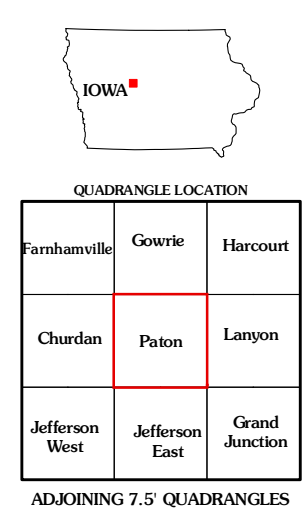 IOWA
QUADRANGLE LOCATION
Farnhamville
Gowrie
Harcourt
Churdan
Paton
Lanyon
Jefferson
West
Jefferson
East
Grand
Junction
ADJOINING 7.5' QUADRANGLES